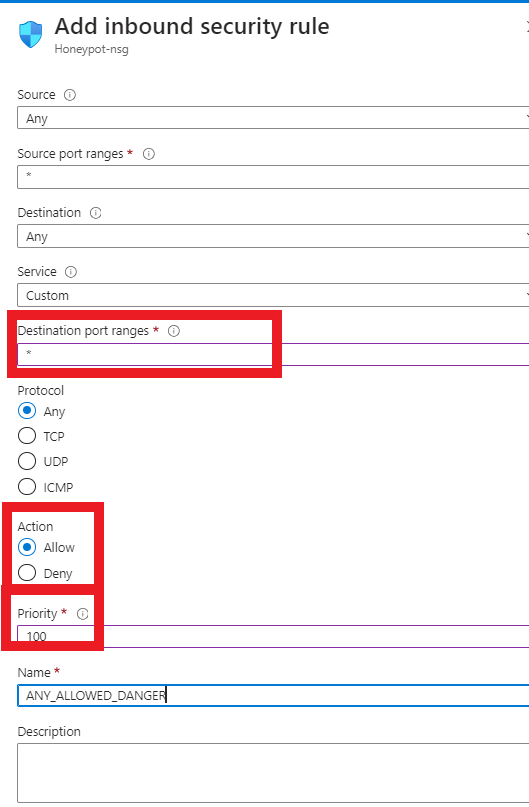 Add inbound security rule
Honeypot-nsg
Source
Any
Source port ranges *
*
Destination
Any
Service
Custom
Destination port ranges *
*
Protocol
Any
TCP
UDP
ICMP
Action
Allow
Deny
Priority *
100
Name *
ANY_ALLOWED_DANGER
Description